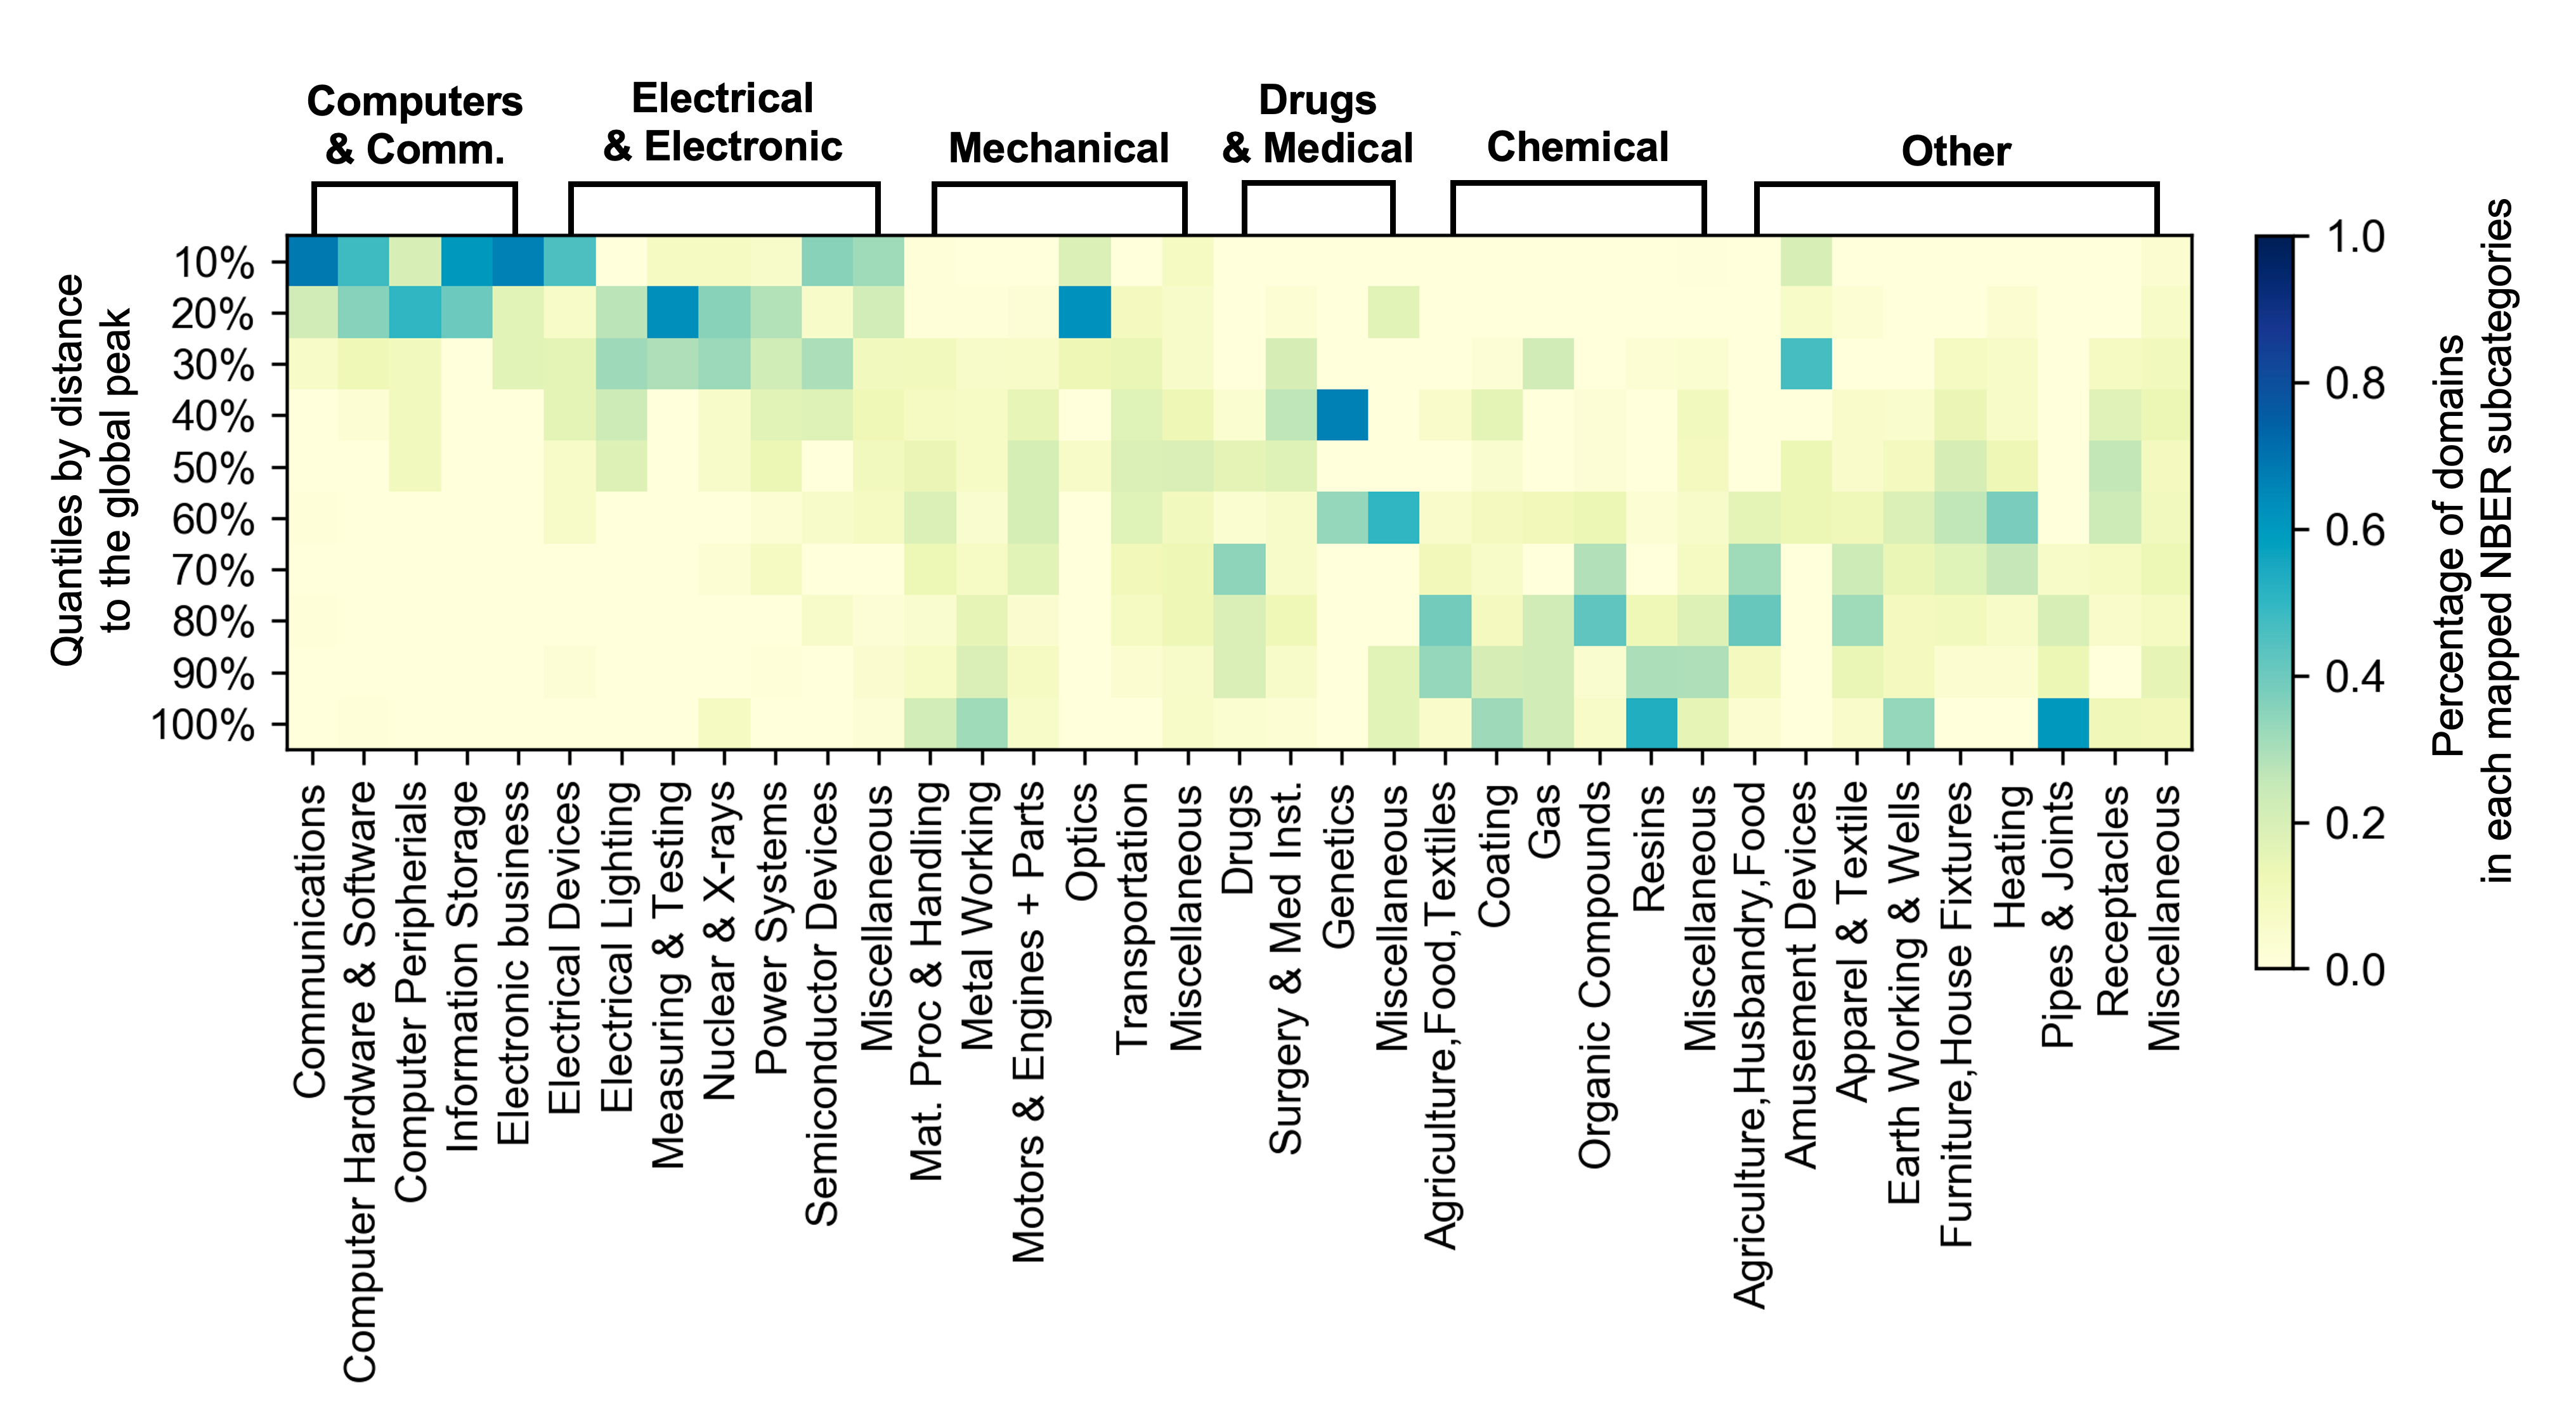 Computers
& Comm.
Electrical
& Electronic
Mechanical
Drugs
& Medical
Chemical
Other
Quantiles by distance
to the global peak
10%
20%
30%
40%
50%
60%
70%
80%
90%
100%
Communications
Computer Hardware & Software
Computer Peripherials
Information Storage
Electronic business
Electrical Devices
Electrical Lighting
Measuring & Testing
Nuclear & X-rays
Power Systems
Semiconductor Devices
Miscellaneous
Mat. Proc & Handling
Metal Working
Motors & Engines + Parts
Optics
Transportation
Miscellaneous
Drugs
Surgery & Med Inst.
Genetics
Miscellaneous
Agriculture,Food,Textiles
Coating
Gas
Organic Compounds
Resins
Miscellaneous
Agriculture,Husbandry,Food
Amusement Devices
Apparel & Textile
Earth Working & Wells
Furniture,House Fixtures
Heating
Pipes & Joints
Receptacles
Miscellaneous
1.0
0.8
0.6
0.4
0.2
0.0
Percentage of domains
in each mapped NBER subcategories